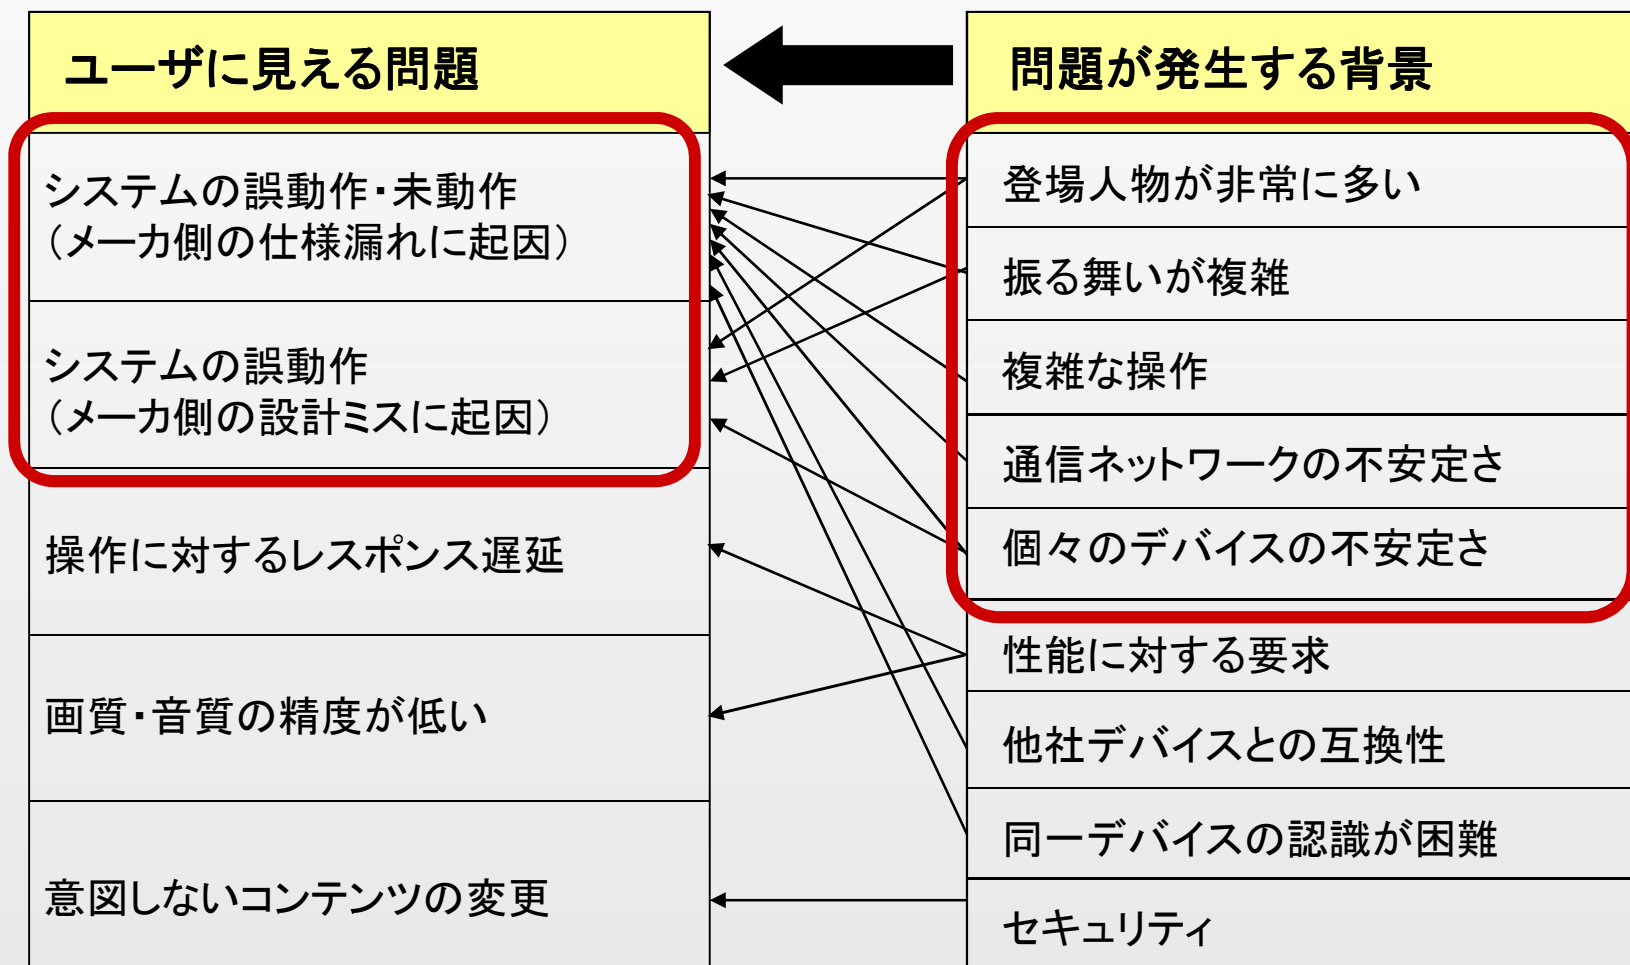 ユーザに見える問題
システムの誤動作・未動作
（メーカ側の仕様漏れに起因）
システムの誤動作
（メーカ側の設計ミスに起因）
操作に対するレスポンス遅延
画質・音質の精度が低い
意図しないコンテンツの変更
問題が発生する背景
登場人物が非常に多い
振る舞いが複雑
複雑な操作
通信ネットワークの不安定さ
個々のデバイスの不安定さ
性能に対する要求
他社デバイスとの互換性
同一デバイスの認識が困難
セキュリティ